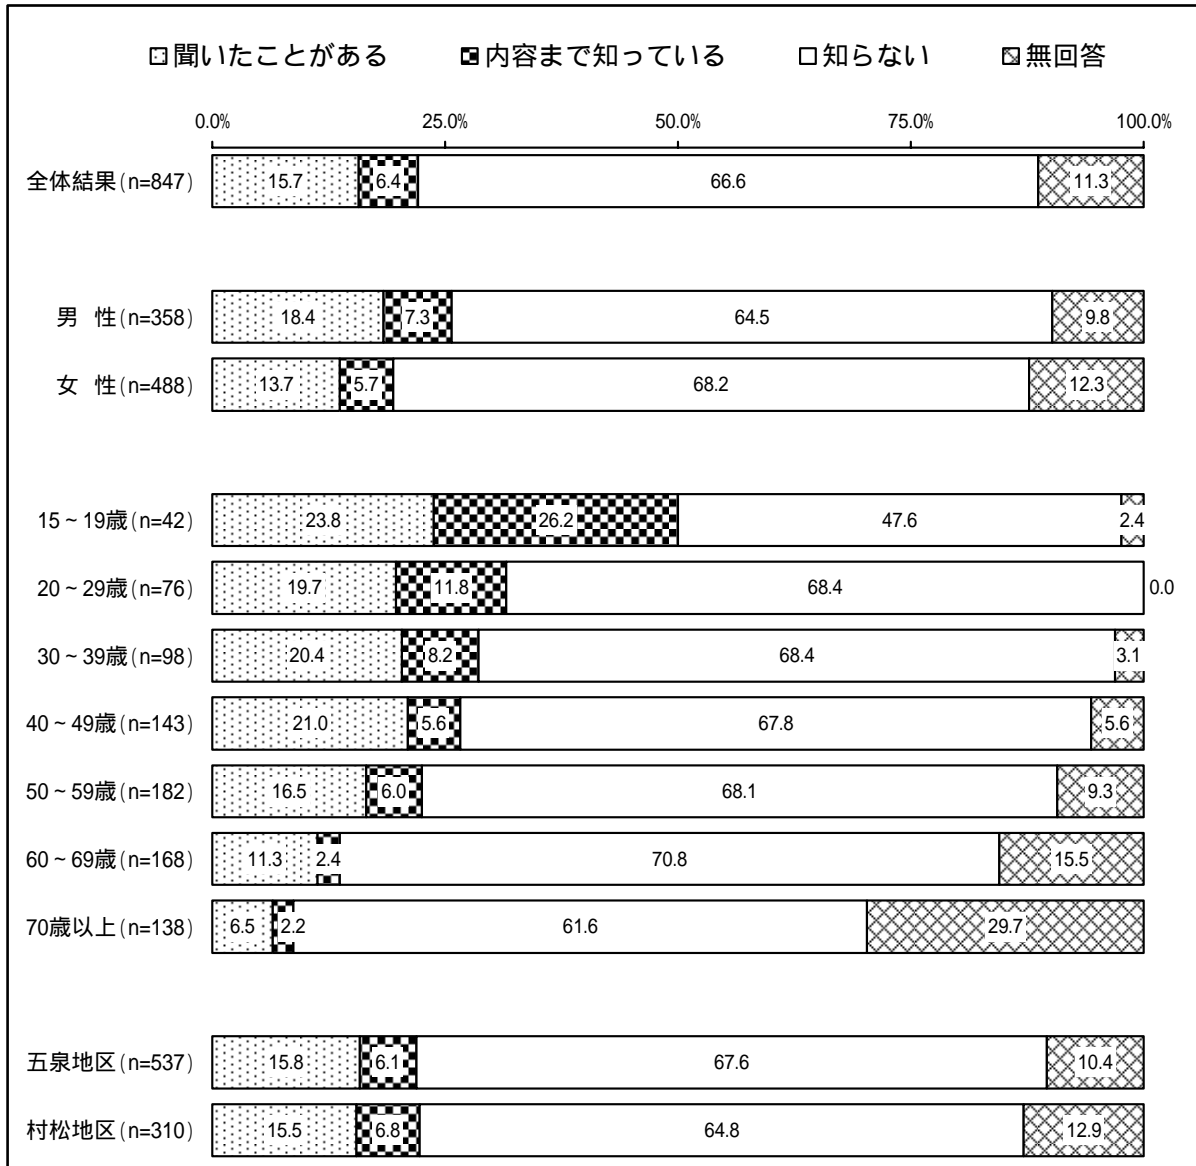 聞いたことがある 内容まで知っている 知らない 無回答
0.0% 25.0% 50.0% 75.0% 100.0%
全体結果(n=847) 15.7 6.4 66.6 11.3
男 性(n=358) 18.4 7.3 64.5 9.8
女 性(n=488) 13.7 5.7 68.2 12.3
15~19歳(n=42) 23.8 26.2 47.6 2.4
20~29歳(n=76) 19.7 11.8 68.4 0.0
30~39歳(n=98) 20.4 8.2 68.4 3.1
40~49歳(n=143) 21.0 5.6 67.8 5.6
50~59歳(n=182) 16.5 6.0 68.1 9.3
60~69歳(n=168) 11.3 2.4 70.8 15.5
70歳以上(n=138) 6.5 2.2 61.6 29.7
五泉地区(n=537) 15.8 6.1 67.6 10.4
村松地区(n=310) 15.5 6.8 64.8 12.9